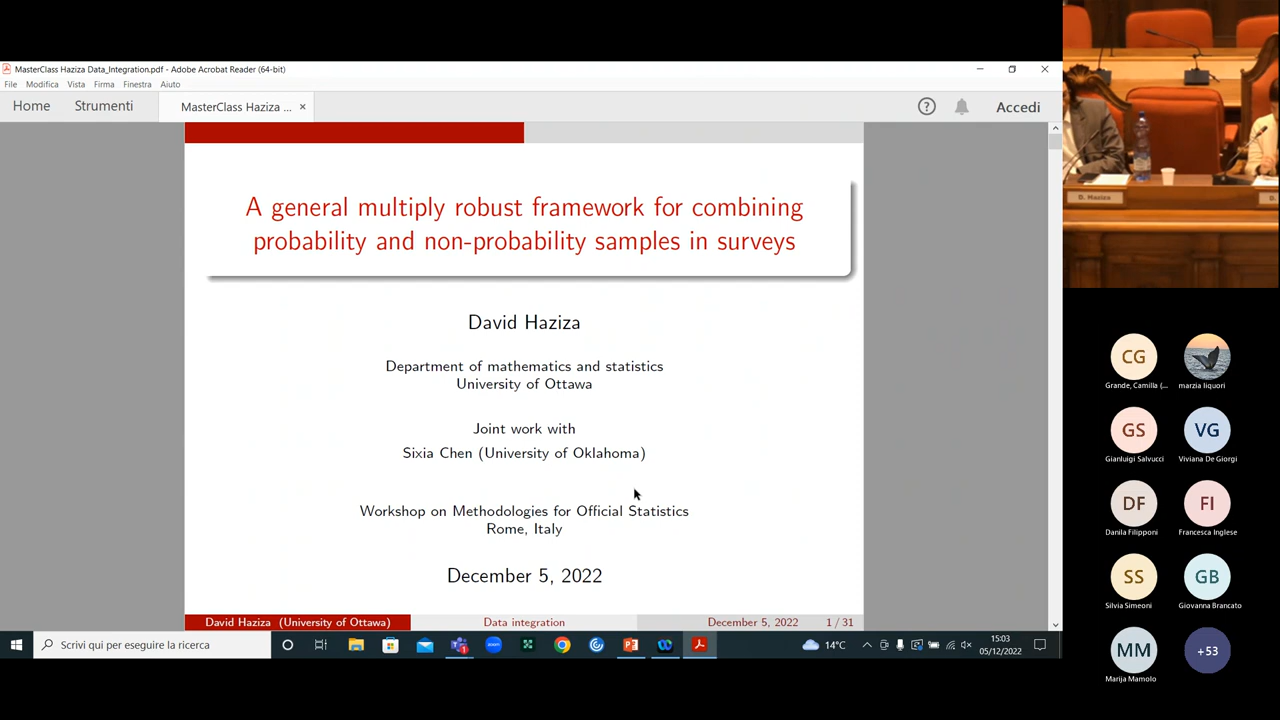 MasterClass Haziza Data_Integration.pdf - Adobe Acrobat Reader (64-bit)
File Modifica Vista Firma Finestra Aiuto
Home Strumenti MasterClass Haziza ... × Accedi
A general multiply robust framework for combining
probability and non-probability samples in surveys
David Haziza
Department of mathematics and statistics
University of Ottawa
Joint work with
Sixia Chen (University of Oklahoma)
Workshop on Methodologies for Official Statistics
Rome, Italy
December 5, 2022
David Haziza (University of Ottawa) Data integration December 5, 2022 1 / 31
Scrivi qui per eseguire la ricerca
14°C
15:03
05/12/2022
D. Haziza
CG
Grande, Camilla (...
marzia liquori
GS
Gianluigi Salvucci
VG
Viviana De Giorgi
DF
Danila Filipponi
FI
Francesca Inglese
SS
Silvia Simeoni
GB
Giovanna Brancato
MM
Marija Mamolo
+53